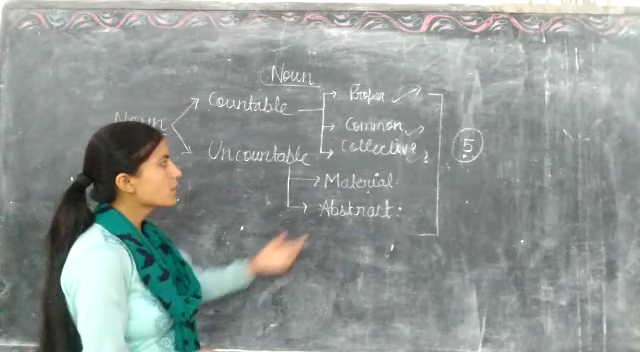 Noun
Countable
Noun
Uncountable
Proper
Common
Collective
Material
Abstract
5